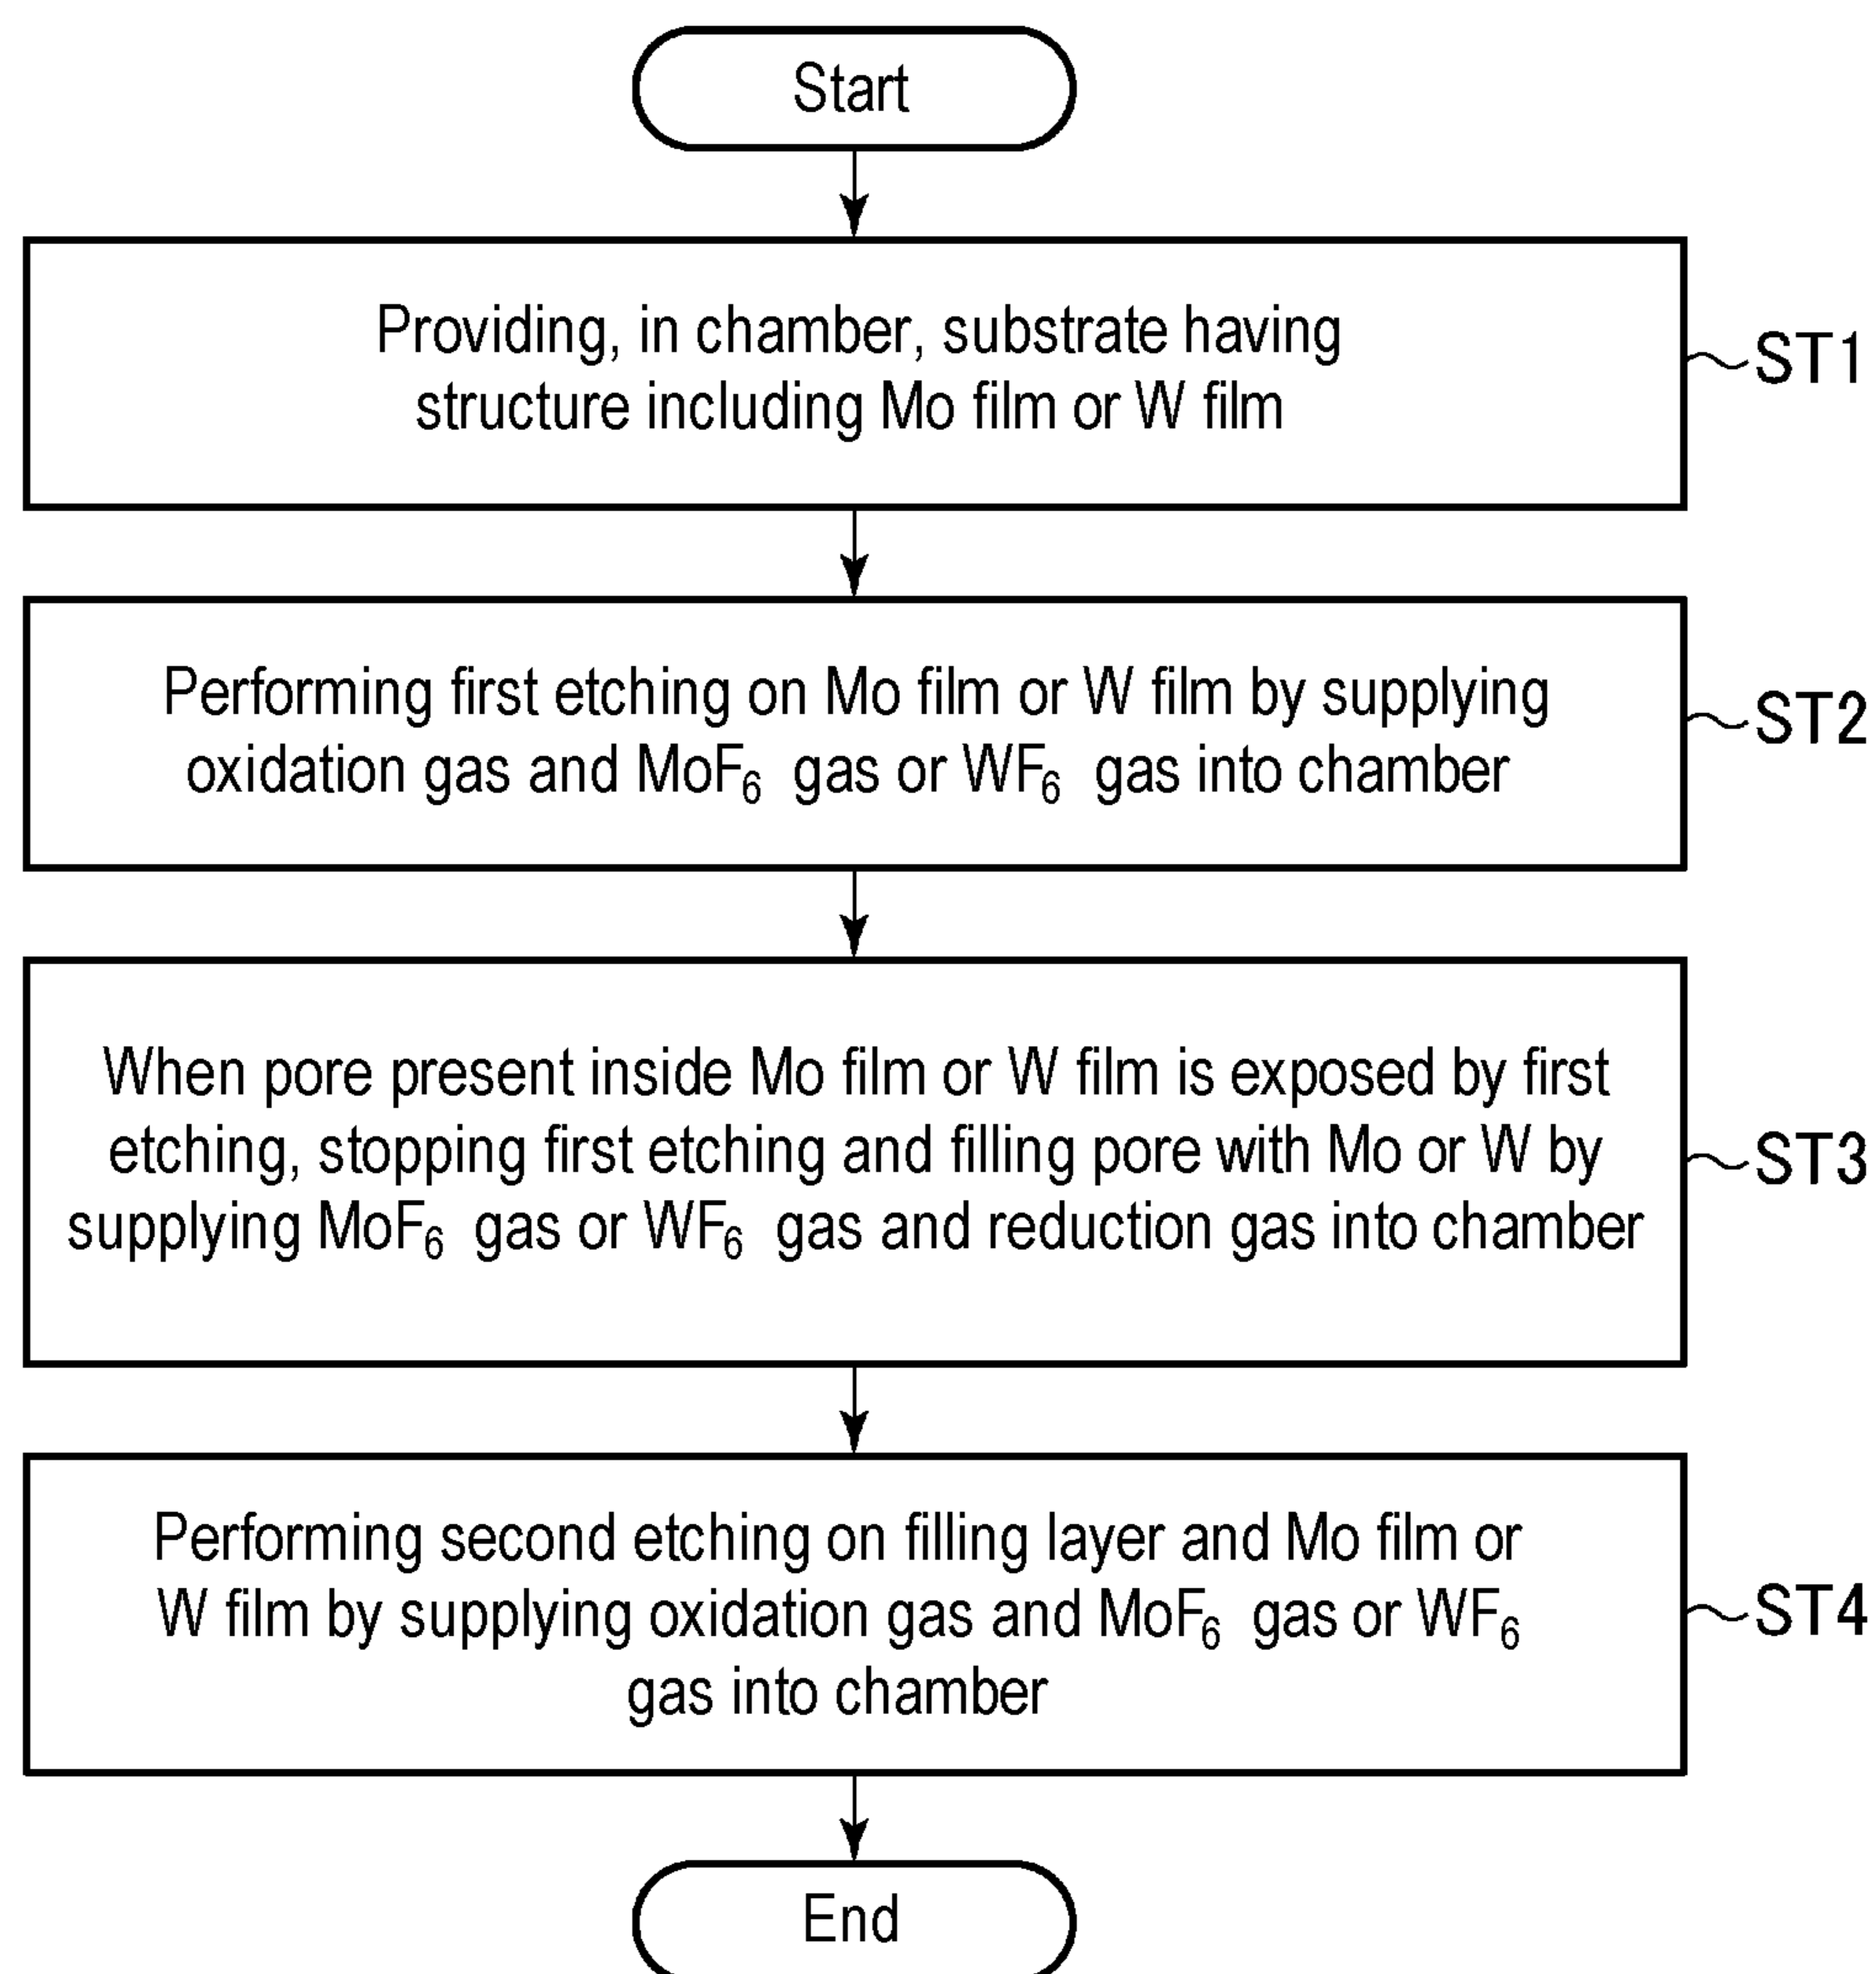 Start
Providing, in chamber, substrate having
structure including Mo film or W film
ST1
Performing first etching on Mo film or W film by supplying
oxidation gas and MoF₆ gas or WF₆ gas into chamber
ST2
When pore present inside Mo film or W film is exposed by first
etching, stopping first etching and filling pore with Mo or W by
supplying MoF₆ gas or WF₆ gas and reduction gas into chamber
ST3
Performing second etching on filling layer and Mo film or
W film by supplying oxidation gas and MoF₆ gas or WF₆
gas into chamber
ST4
End